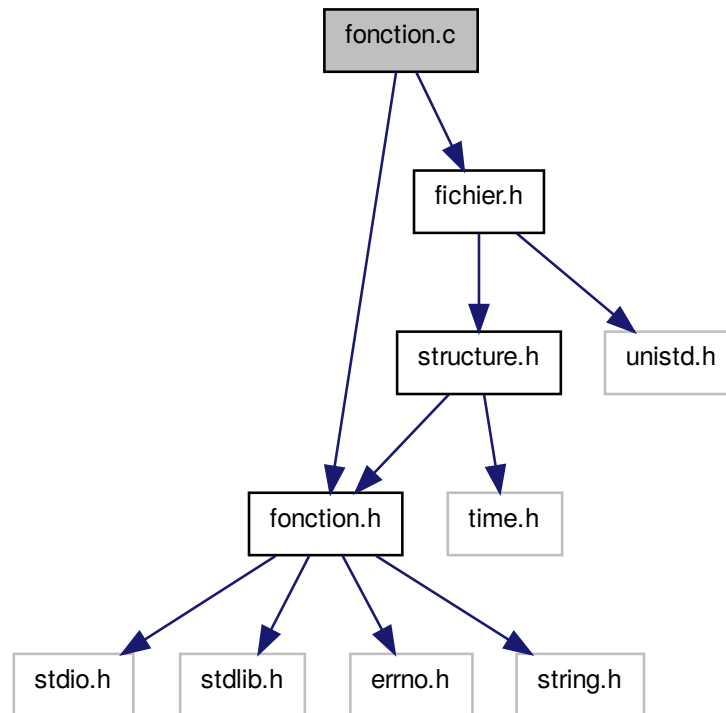 fonction.c
fichier.h
structure.h
unistd.h
fonction.h
time.h
stdio.h
stdlib.h
errno.h
string.h